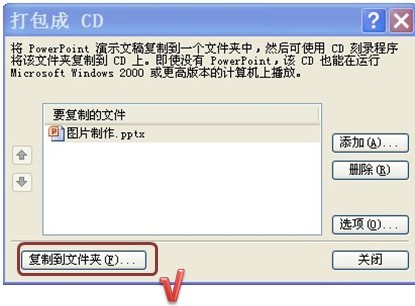 打包成 CD
将 PowerPoint 演示文稿复制到一个文件夹中，然后可使用 CD 刻录程序
将该文件夹复制到 CD 上。即使没有 PowerPoint，该 CD 也能在运行
Microsoft Windows 2000 或更高版本的计算机上播放。
要复制的文件
图片制作.pptx
添加(A)...
删除(R)
选项(O)...
复制到文件夹(F)...
关闭